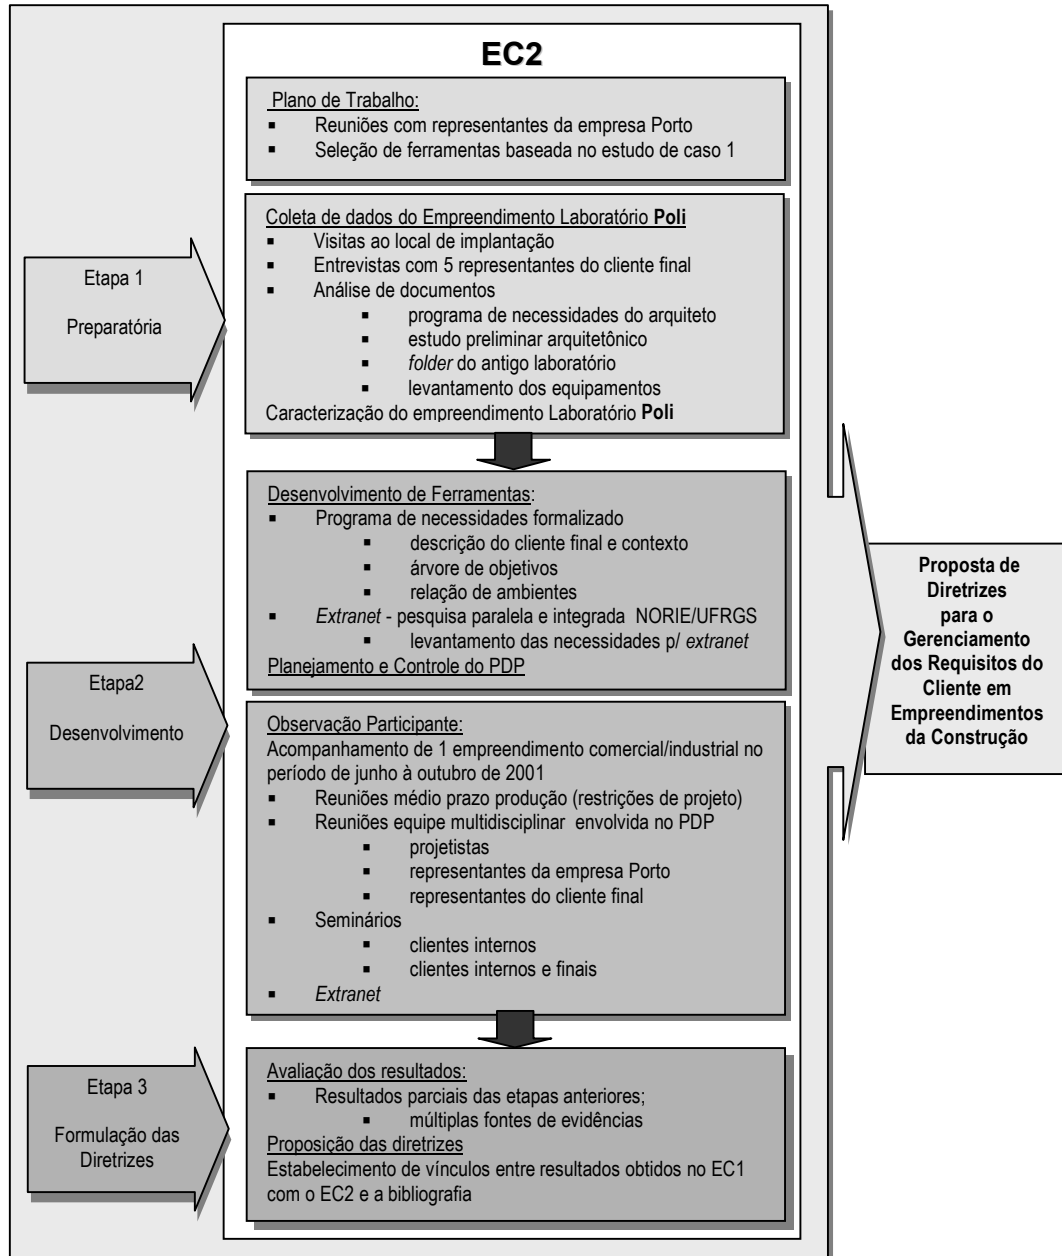 EC2
Plano de Trabalho:
▪ Reuniões com representantes da empresa Porto
▪ Seleção de ferramentas baseada no estudo de caso 1
Etapa 1
Preparatória
Coleta de dados do Empreendimento Laboratório Poli
▪ Visitas ao local de implantação
▪ Entrevistas com 5 representantes do cliente final
▪ Análise de documentos
▪ programa de necessidades do arquiteto
▪ estudo preliminar arquitetônico
▪ folder do antigo laboratório
▪ levantamento dos equipamentos
Caracterização do empreendimento Laboratório Poli
Etapa2
Desenvolvimento
Desenvolvimento de Ferramentas:
▪ Programa de necessidades formalizado
▪ descrição do cliente final e contexto
▪ árvore de objetivos
▪ relação de ambientes
▪ Extranet - pesquisa paralela e integrada NORIE/UFRGS
▪ levantamento das necessidades p/ extranet
Planejamento e Controle do PDP
Observação Participante:
Acompanhamento de 1 empreendimento comercial/industrial no
período de junho à outubro de 2001
▪ Reuniões médio prazo produção (restrições de projeto)
▪ Reuniões equipe multidisciplinar envolvida no PDP
▪ projetistas
▪ representantes da empresa Porto
▪ representantes do cliente final
▪ Seminários
▪ clientes internos
▪ clientes internos e finais
▪ Extranet
Etapa 3
Formulação das
Diretrizes
Avaliação dos resultados:
▪ Resultados parciais das etapas anteriores;
▪ múltiplas fontes de evidências
Proposição das diretrizes
Estabelecimento de vínculos entre resultados obtidos no EC1
com o EC2 e a bibliografia
Proposta de
Diretrizes
para o
Gerenciamento
dos Requisitos do
Cliente em
Empreendimentos
da Construção